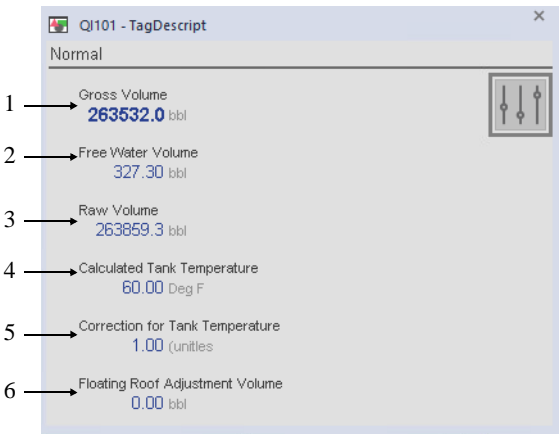 QI101 - TagDescript
Normal
1 Gross Volume
263532.0 bbl
2 Free Water Volume
327.30 bbl
3 Raw Volume
263859.3 bbl
4 Calculated Tank Temperature
60.00 Deg F
5 Correction for Tank Temperature
1.00 (unitles
6 Floating Roof Adjustment Volume
0.00 bbl